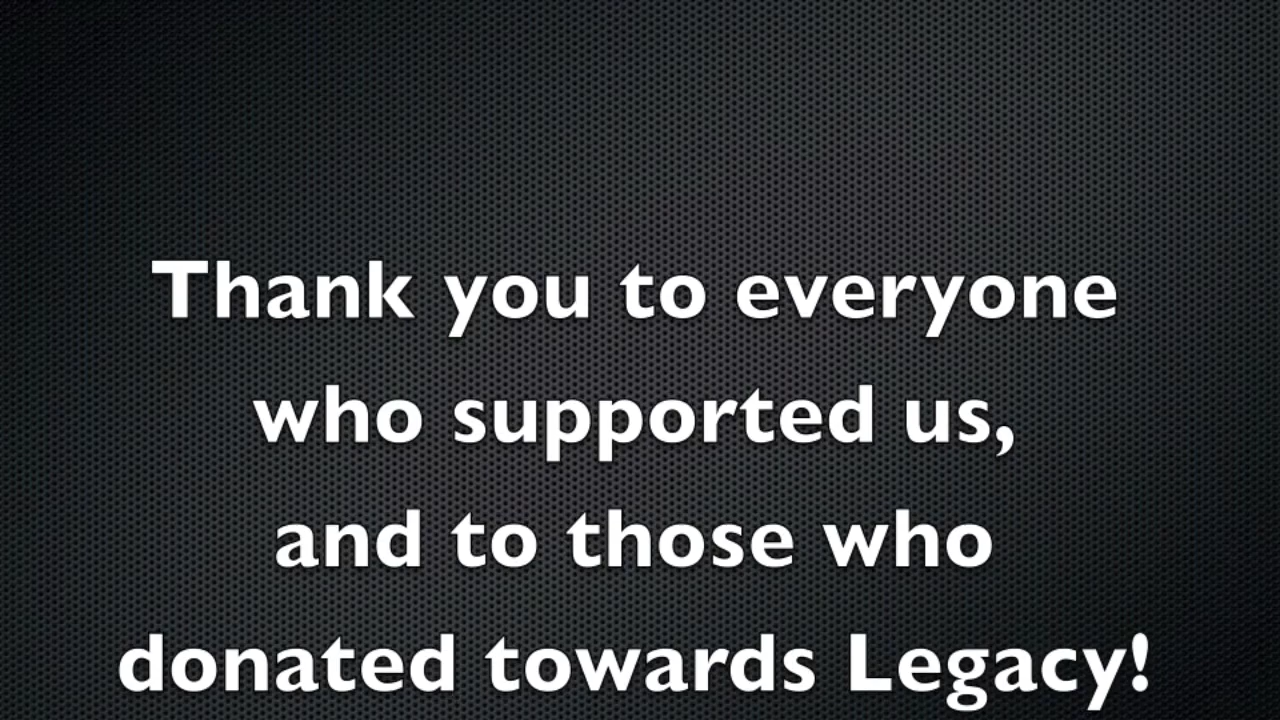 Thank you to everyone
who supported us,
and to those who
donated towards Legacy!